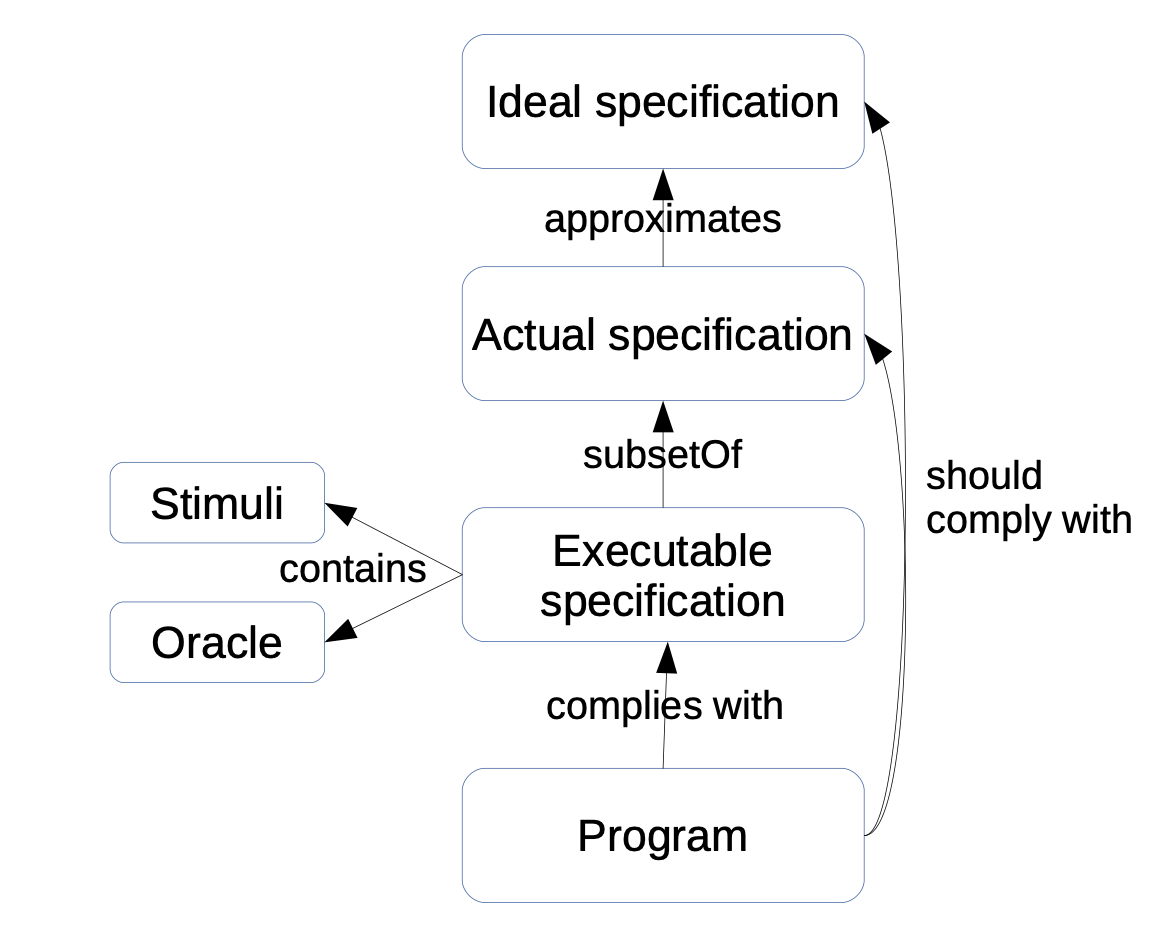 Ideal specification
approximates
Actual specification
subsetOf
should
comply with
Stimuli
contains
Oracle
Executable
specification
complies with
Program